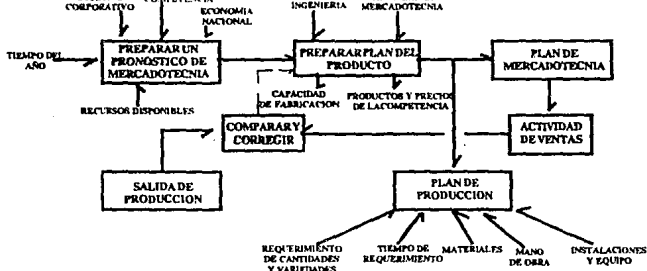 CORPORATIVO
ECONOMIA
NACIONAL
INGENIERIA
MERCADOTECNIA
TIEMPO DEL
AÑO
PREPARAR UN
PRONOSTICO DE
MERCADOTECNIA
PREPARAR PLAN DEL
PRODUCTO
PLAN DE
MERCADOTECNIA
RECURSOS DISPONIBLES
CAPACIDAD
DE FABRICACION
PRODUCTOS Y PRECIOS
DE LA COMPETENCIA
COMPARAR Y
CORREGIR
ACTIVIDAD
DE VENTAS
SALIDA DE
PRODUCCION
PLAN DE
PRODUCCION
REQUERIMIENTO
DE CANTIDADES
Y VARIEDADES
TIEMPO DE
REQUERIMIENTO
MATERIALES
MANO
DE OBRA
INSTALACIONES
Y EQUIPO